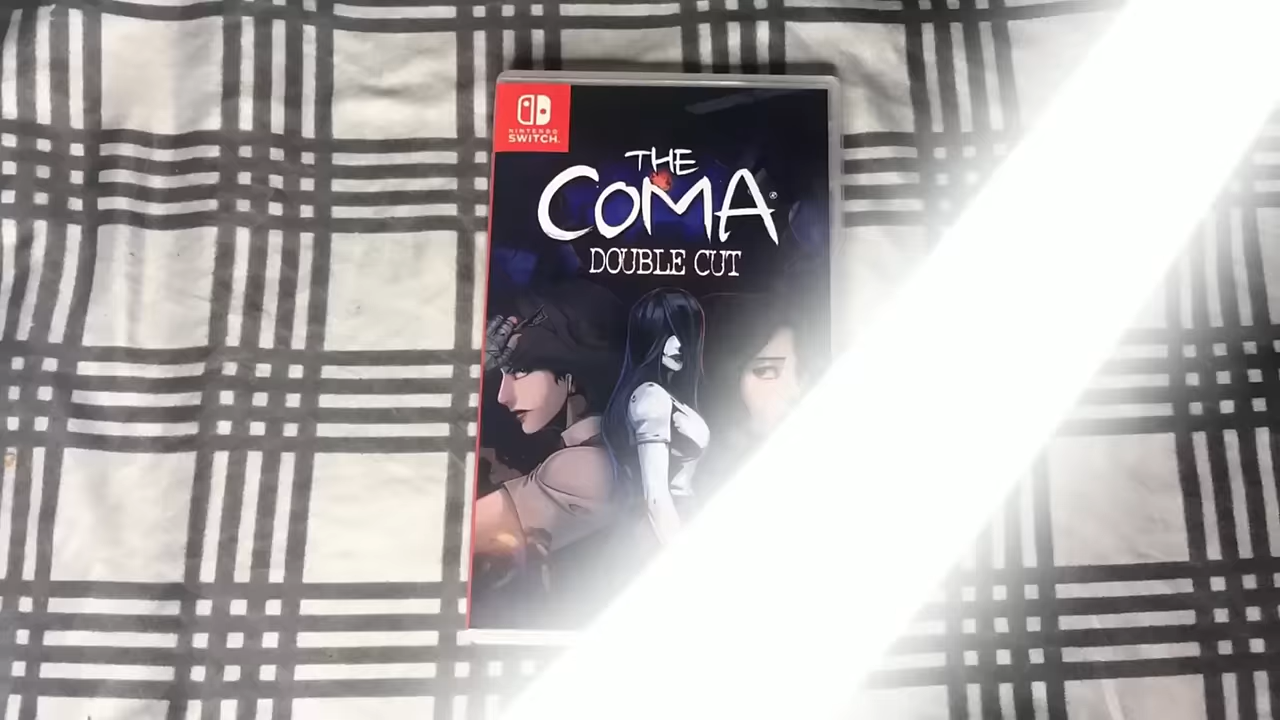 NINTENDO
SWITCH
THE
COMA
DOUBLE CUT